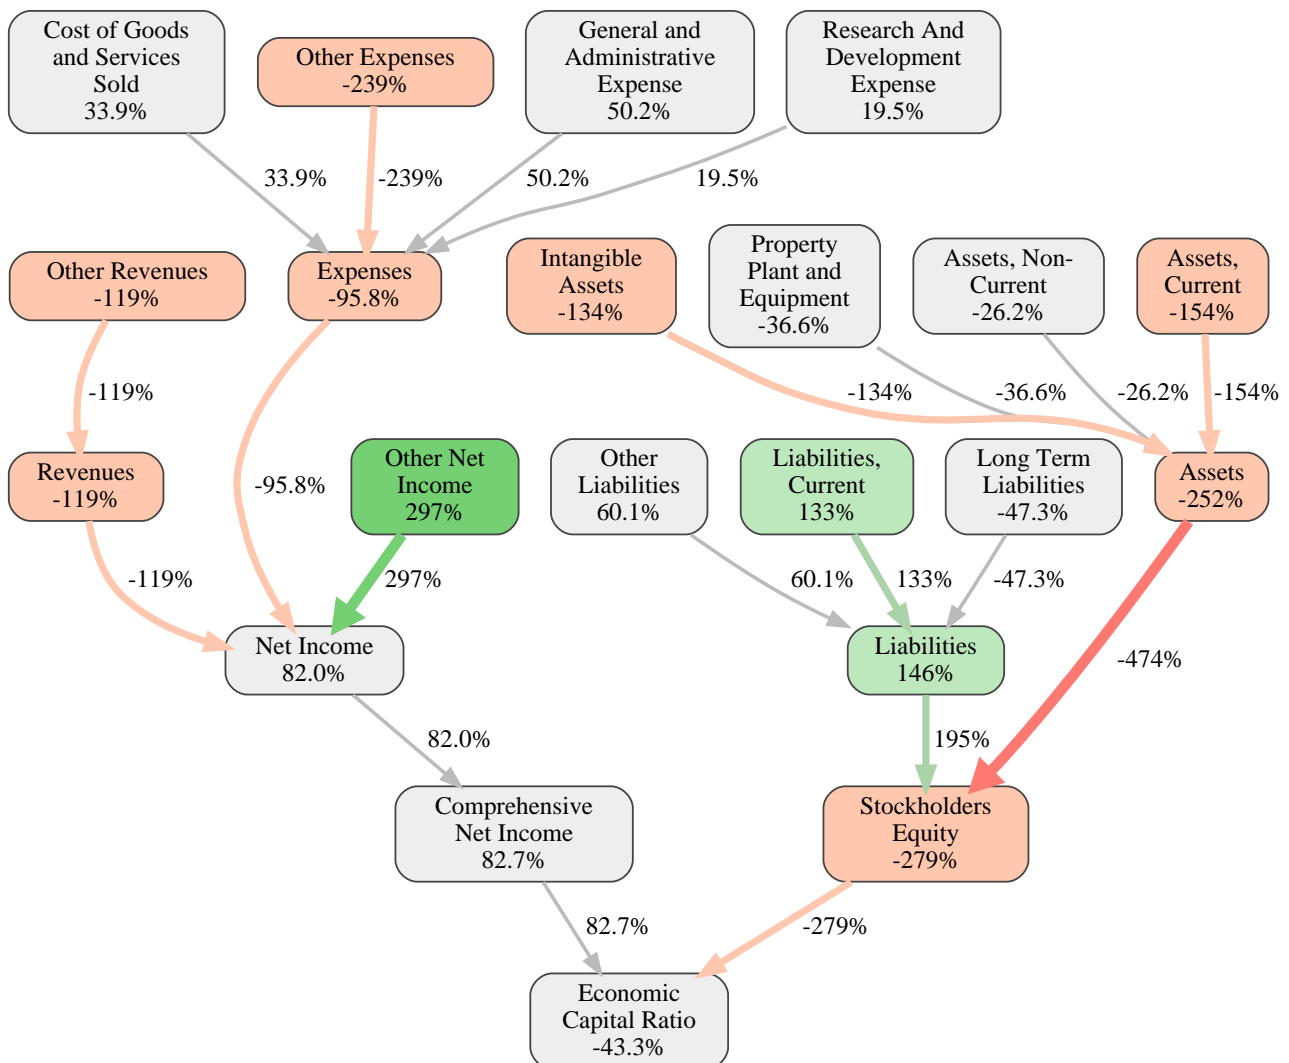 Cost of Goods
and Services
Sold
33.9%
Other Expenses
-239%
General and
Administrative
Expense
50.2%
Research And
Development
Expense
19.5%
33.9%
-239%
50.2%
19.5%
Other Revenues
-119%
Expenses
-95.8%
Intangible
Assets
-134%
Property
Plant and
Equipment
-36.6%
Assets, Non-
Current
-26.2%
Assets,
Current
-154%
-119%
-134%
-36.6%
-26.2%
-154%
Revenues
-119%
-95.8%
Other Net
Income
297%
Other
Liabilities
60.1%
Liabilities,
Current
133%
Long Term
Liabilities
-47.3%
Assets
-252%
-119%
297%
60.1%
133%
-47.3%
Net Income
82.0%
Liabilities
146%
-474%
82.0%
195%
Comprehensive
Net Income
82.7%
Stockholders
Equity
-279%
82.7%
-279%
Economic
Capital Ratio
-43.3%